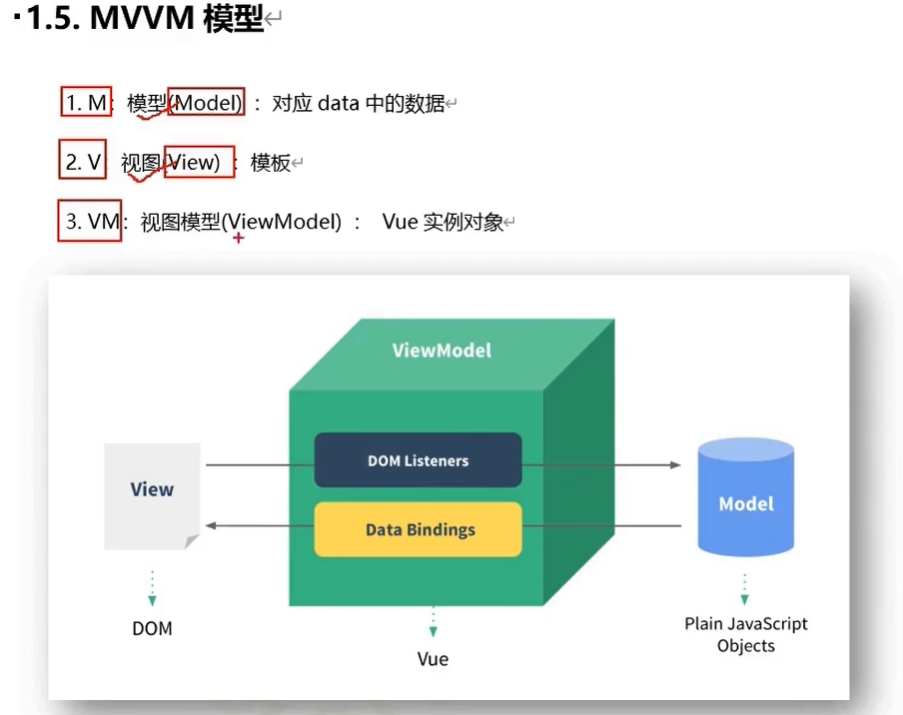 ·1.5. MVVM 模型↵
1. M: 模型(Model) ：对应 data 中的数据↵
2. V 视图(View) ：模板↵
3. VM: 视图模型(ViewModel) ： Vue 实例对象↵
ViewModel
DOM Listeners
View
Model
Data Bindings
DOM
Plain JavaScript
Objects
Vue